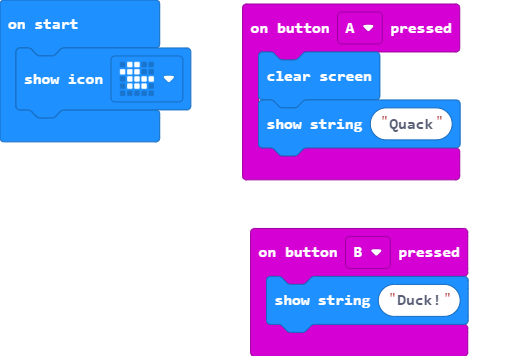 on start
show icon
on button A pressed
clear screen
show string "Quack"
on button B pressed
show string "Duck!"